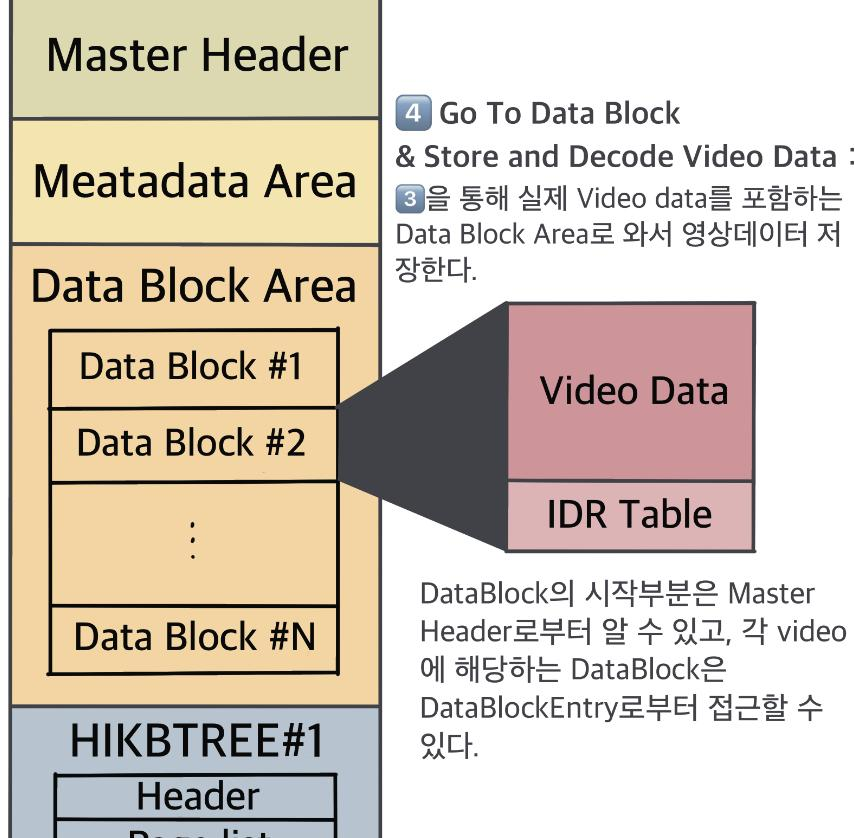 Master Header
Meatadata Area
Data Block Area
Data Block #1
Data Block #2
⋮
Data Block #N
HIKBTREE#1
Header
Page list
4 Go To Data Block
& Store and Decode Video Data :
3을 통해 실제 Video data를 포함하는
Data Block Area로 와서 영상데이터 저
장한다.
Video Data
IDR Table
DataBlock의 시작부분은 Master
Header로부터 알 수 있고, 각 video
에 해당하는 DataBlock은
DataBlockEntry로부터 접근할 수
있다.